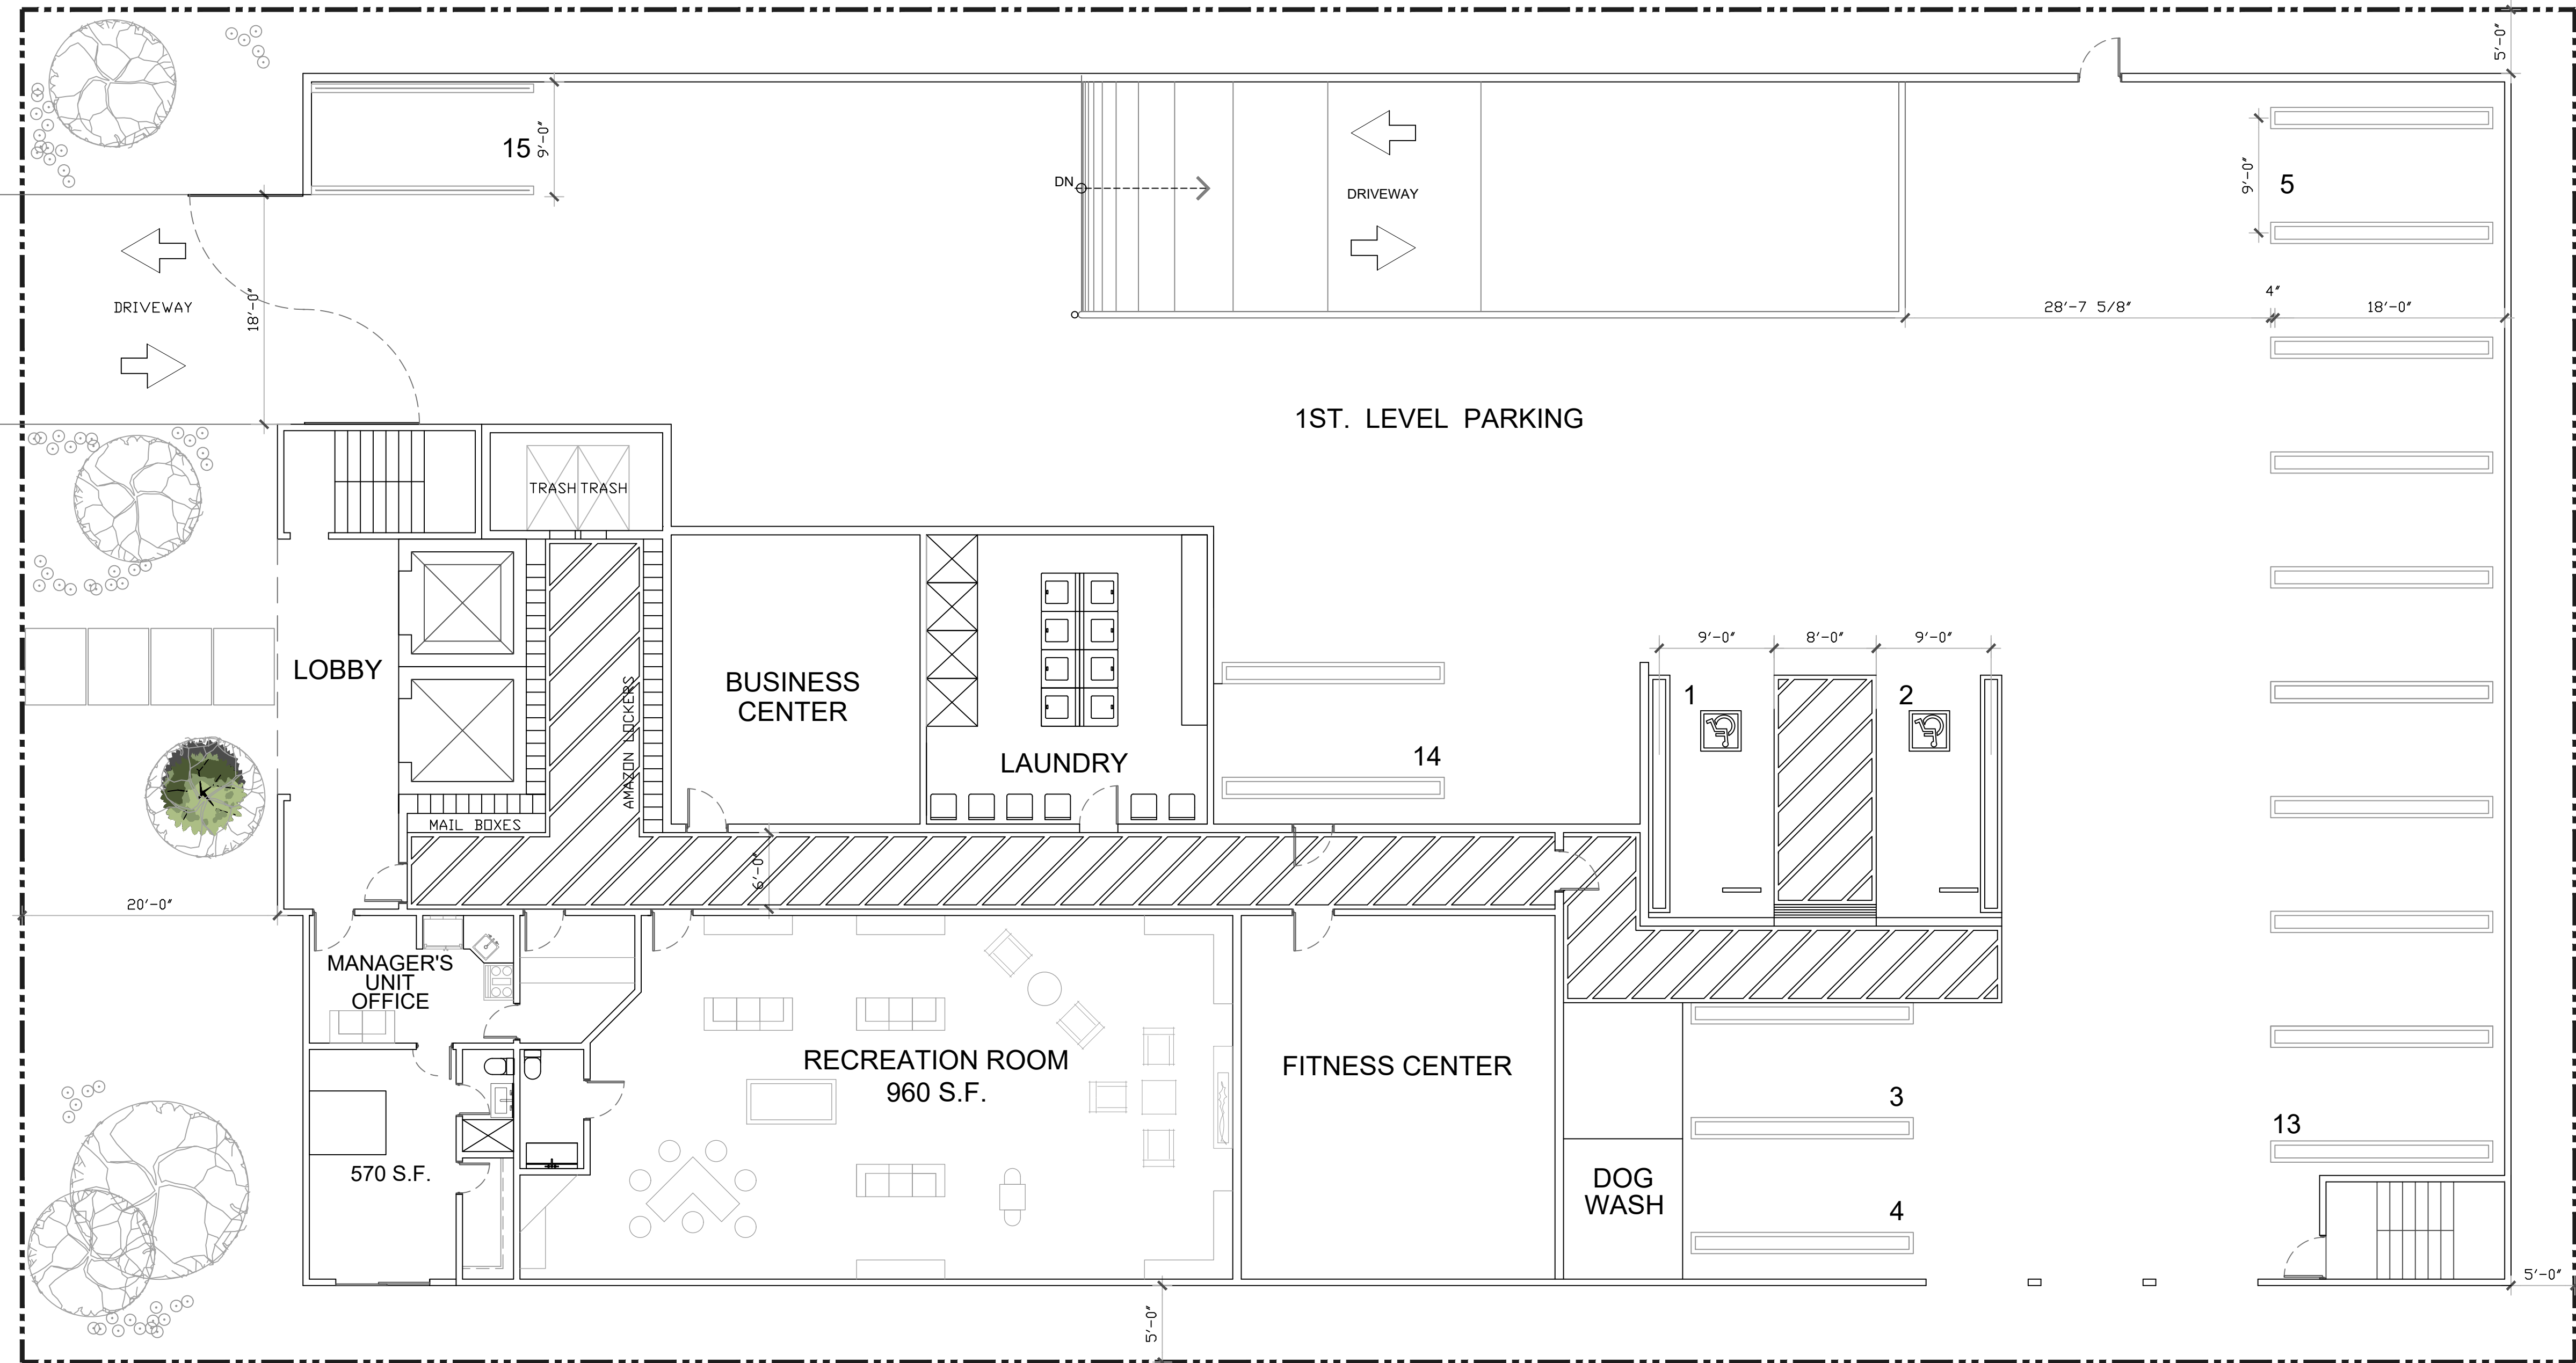 5'-0"
15
9'-0"
DN
DRIVEWAY
9'-0"
5
DRIVEWAY
18'-0"
4"
28'-7 5/8"
18'-0"
1ST. LEVEL PARKING
TRASH TRASH
9'-0"
8'-0"
9'-0"
LOBBY
AMAZON LOCKERS
BUSINESS
CENTER
1
2
LAUNDRY
14
MAIL BOXES
6'-0"
20'-0"
MANAGER'S
UNIT
OFFICE
RECREATION ROOM
960 S.F.
FITNESS CENTER
3
13
570 S.F.
DOG
WASH
4
5'-0"
5'-0"